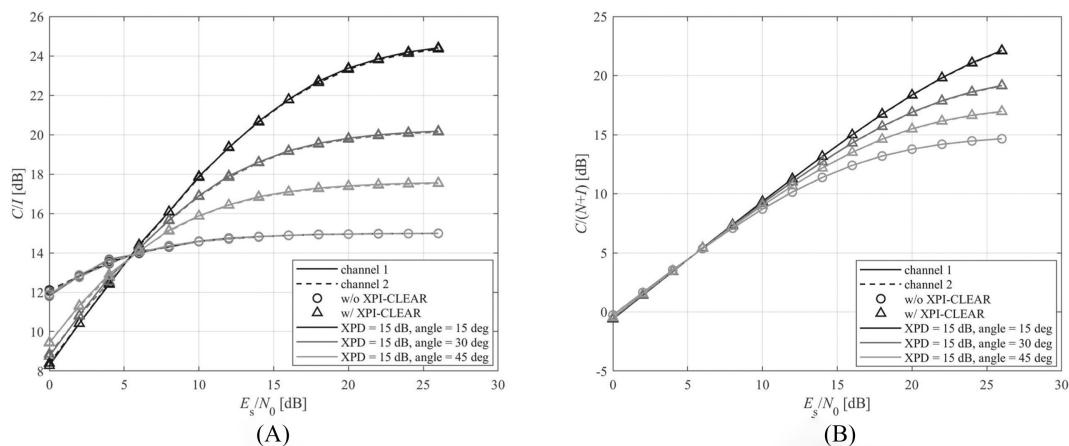 26
24
22
20
18
16
14
12
10
8
C/I [dB]
0
5
10
15
20
25
30
E_s/N_0 [dB]
channel 1
channel 2
w/o XPI-CLEAR
w/ XPI-CLEAR
XPD = 15 dB, angle = 15 deg
XPD = 15 dB, angle = 30 deg
XPD = 15 dB, angle = 45 deg
(A)
25
20
15
10
5
0
-5
C/(N+I) [dB]
0
5
10
15
20
25
30
E_s/N_0 [dB]
channel 1
channel 2
w/o XPI-CLEAR
w/ XPI-CLEAR
XPD = 15 dB, angle = 15 deg
XPD = 15 dB, angle = 30 deg
XPD = 15 dB, angle = 45 deg
(B)